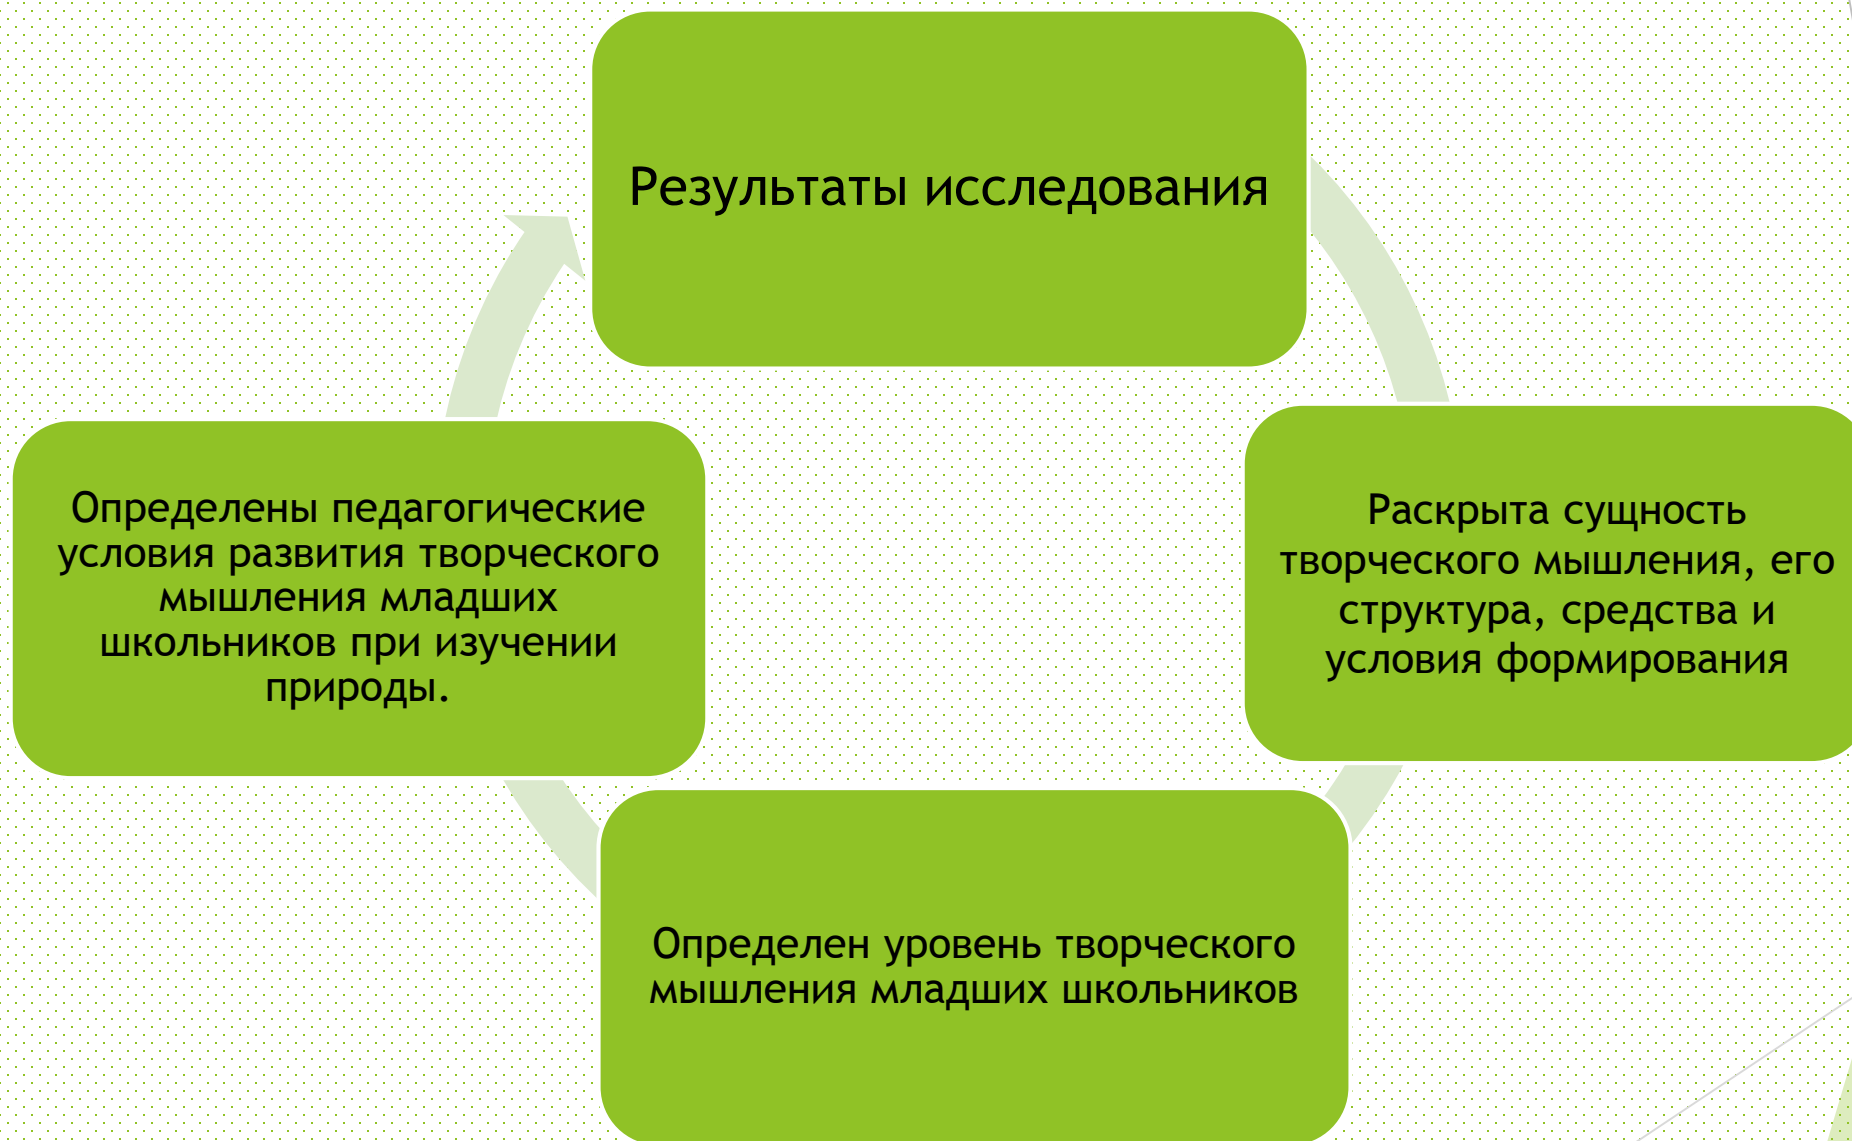 Результаты исследования
Раскрыта сущность
творческого мышления, его
структура, средства и
условия формирования
Определен уровень творческого
мышления младших школьников
Определены педагогические
условия развития творческого
мышления младших
школьников при изучении
природы.